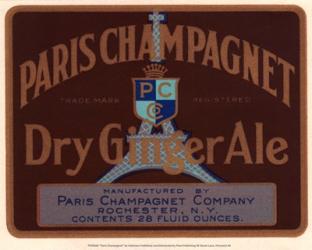 PARIS CHAMPAGNET
TRADE MARK REGISTERED
P C
C O
Dry Ginger Ale
MANUFACTURED BY
PARIS CHAMPAGNET COMPANY
ROCHESTER, N.Y.
CONTENTS 28 FLUID OUNCES.